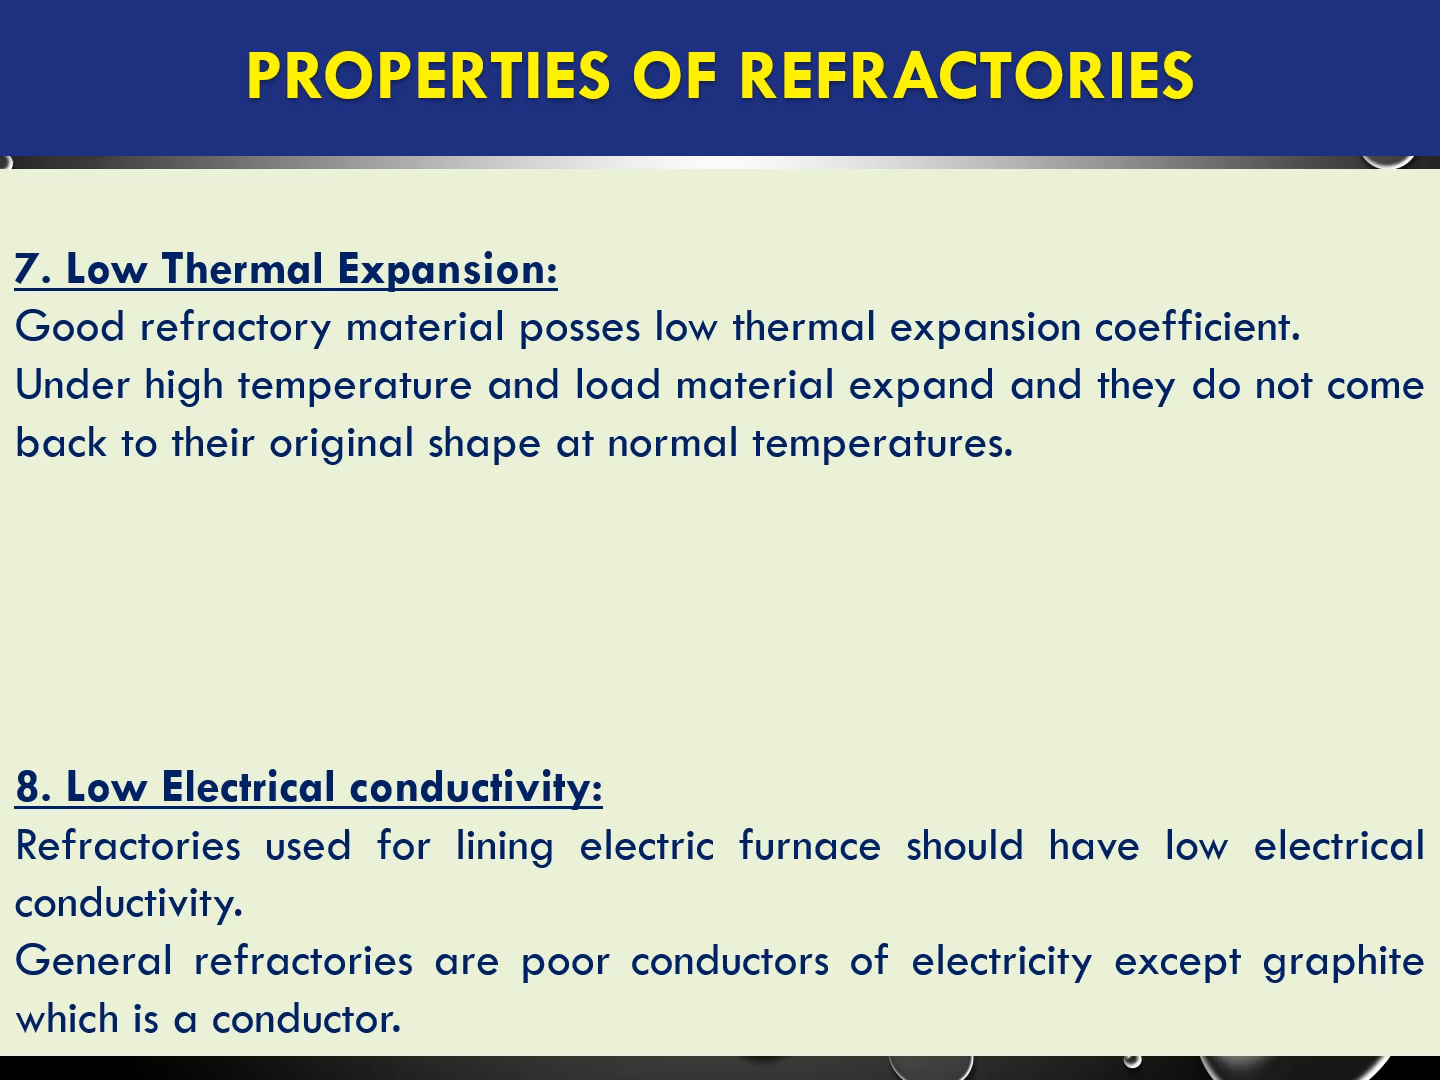 PROPERTIES OF REFRACTORIES
7. Low Thermal Expansion:
Good refractory material posses low thermal expansion coefficient.
Under high temperature and load material expand and they do not come
back to their original shape at normal temperatures.
8. Low Electrical conductivity:
Refractories used for lining electric furnace should have low electrical
conductivity.
General refractories are poor conductors of electricity except graphite
which is a conductor.